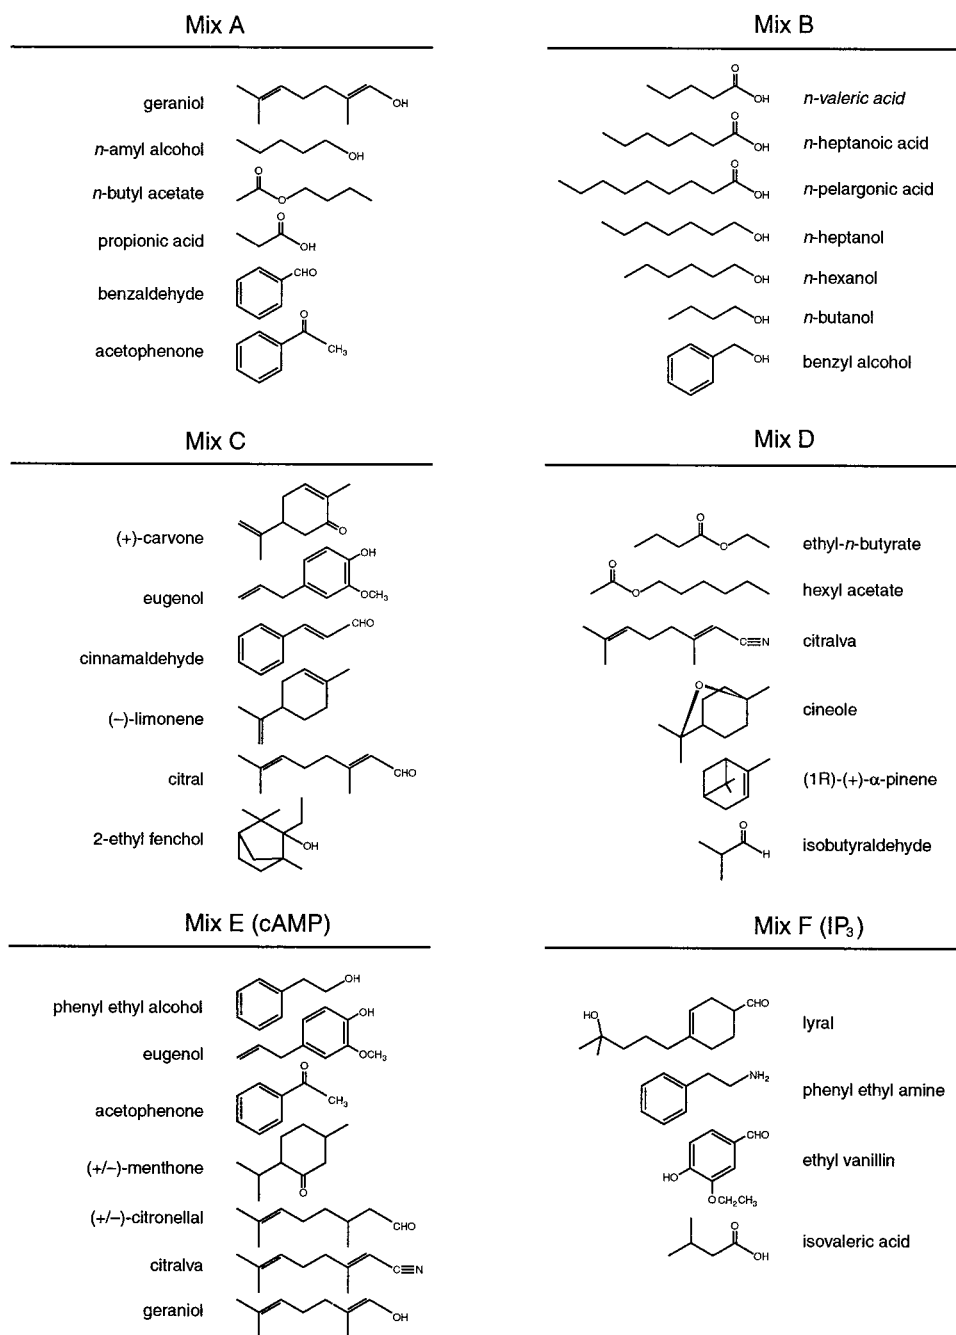 Mix A
geraniol
OH
n-amyl alcohol
OH
n-butyl acetate
O
O
propionic acid
O
OH
benzaldehyde
CHO
acetophenone
O
CH₃
Mix B
O
OH
n-valeric acid
O
OH
n-heptanoic acid
O
OH
n-pelargonic acid
OH
n-heptanol
OH
n-hexanol
OH
n-butanol
OH
benzyl alcohol
Mix C
(+)-carvone
O
eugenol
OH
OCH₃
cinnamaldehyde
CHO
(–)-limonene
citral
CHO
2-ethyl fenchol
OH
Mix D
O
O
ethyl-n-butyrate
O
O
hexyl acetate
C≡N
citralva
O
cineole
(1R)-(+)-α-pinene
O
H
isobutyraldehyde
Mix E (cAMP)
phenyl ethyl alcohol
OH
eugenol
OH
OCH₃
acetophenone
O
CH₃
(+/–)-menthone
O
(+/–)-citronellal
CHO
citralva
C≡N
geraniol
OH
Mix F (IP₃)
HO
CHO
lyral
NH₂
phenyl ethyl amine
CHO
HO
OCH₂CH₃
ethyl vanillin
O
OH
isovaleric acid